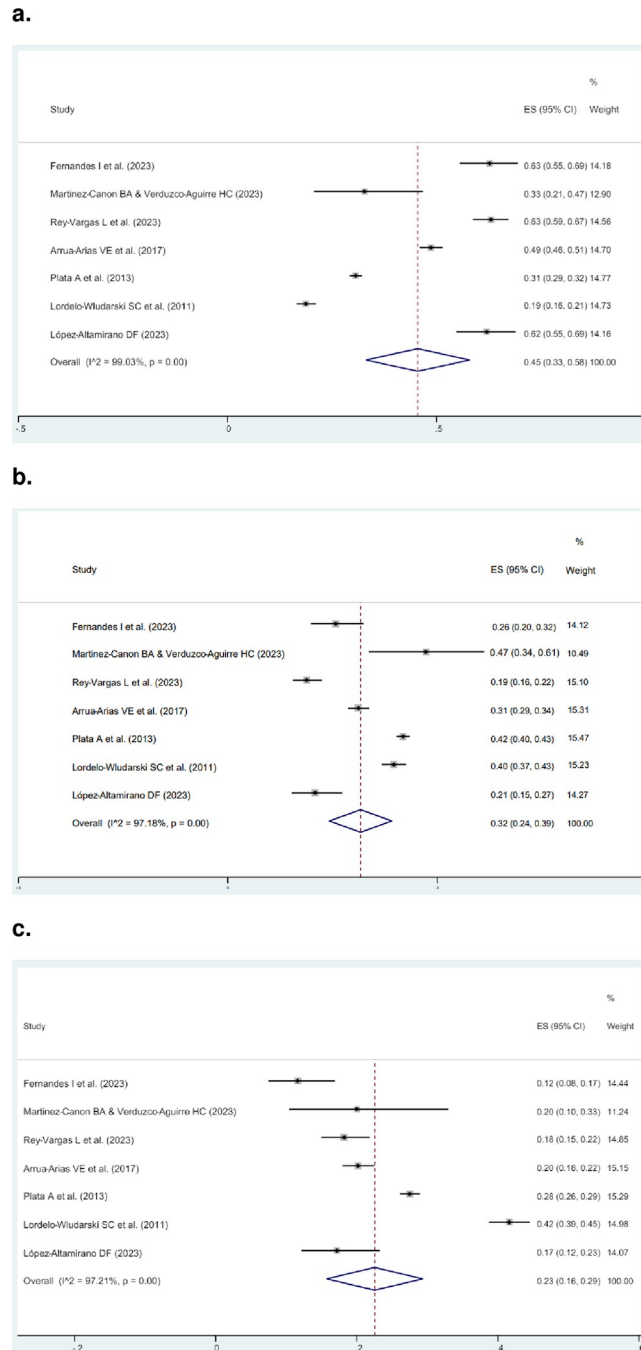 a.
%
Study ES (95% CI) Weight
Fernandes I et al. (2023) 0.63 (0.55, 0.69) 14.18
Martinez-Canon BA & Verduzco-Aguirre HC (2023) 0.33 (0.21, 0.47) 12.90
Rey-Vargas L et al. (2023) 0.63 (0.59, 0.67) 14.56
Arrua-Arias VE et al. (2017) 0.49 (0.46, 0.51) 14.70
Plata A et al. (2013) 0.31 (0.29, 0.32) 14.77
Lordelo-Wludarski SC et al. (2011) 0.19 (0.16, 0.21) 14.73
López-Altamirano DF (2023) 0.62 (0.55, 0.69) 14.16
Overall (I^2 = 99.03%, p = 0.00) 0.45 (0.33, 0.58) 100.00
-.5 0 .5
b.
%
Study ES (95% CI) Weight
Fernandes I et al. (2023) 0.26 (0.20, 0.32) 14.12
Martinez-Canon BA & Verduzco-Aguirre HC (2023) 0.47 (0.34, 0.61) 10.49
Rey-Vargas L et al. (2023) 0.19 (0.16, 0.22) 15.10
Arrua-Arias VE et al. (2017) 0.31 (0.29, 0.34) 15.31
Plata A et al. (2013) 0.42 (0.40, 0.43) 15.47
Lordelo-Wludarski SC et al. (2011) 0.40 (0.37, 0.43) 15.23
López-Altamirano DF (2023) 0.21 (0.15, 0.27) 14.27
Overall (I^2 = 97.18%, p = 0.00) 0.32 (0.24, 0.39) 100.00
0
c.
%
Study ES (95% CI) Weight
Fernandes I et al. (2023) 0.12 (0.08, 0.17) 14.44
Martinez-Canon BA & Verduzco-Aguirre HC (2023) 0.20 (0.10, 0.33) 11.24
Rey-Vargas L et al. (2023) 0.18 (0.15, 0.22) 14.85
Arrua-Arias VE et al. (2017) 0.20 (0.18, 0.22) 15.15
Plata A et al. (2013) 0.28 (0.26, 0.29) 15.29
Lordelo-Wludarski SC et al. (2011) 0.42 (0.39, 0.45) 14.98
López-Altamirano DF (2023) 0.17 (0.12, 0.23) 14.07
Overall (I^2 = 97.21%, p = 0.00) 0.23 (0.16, 0.29) 100.00
-.2 0 .2 .4